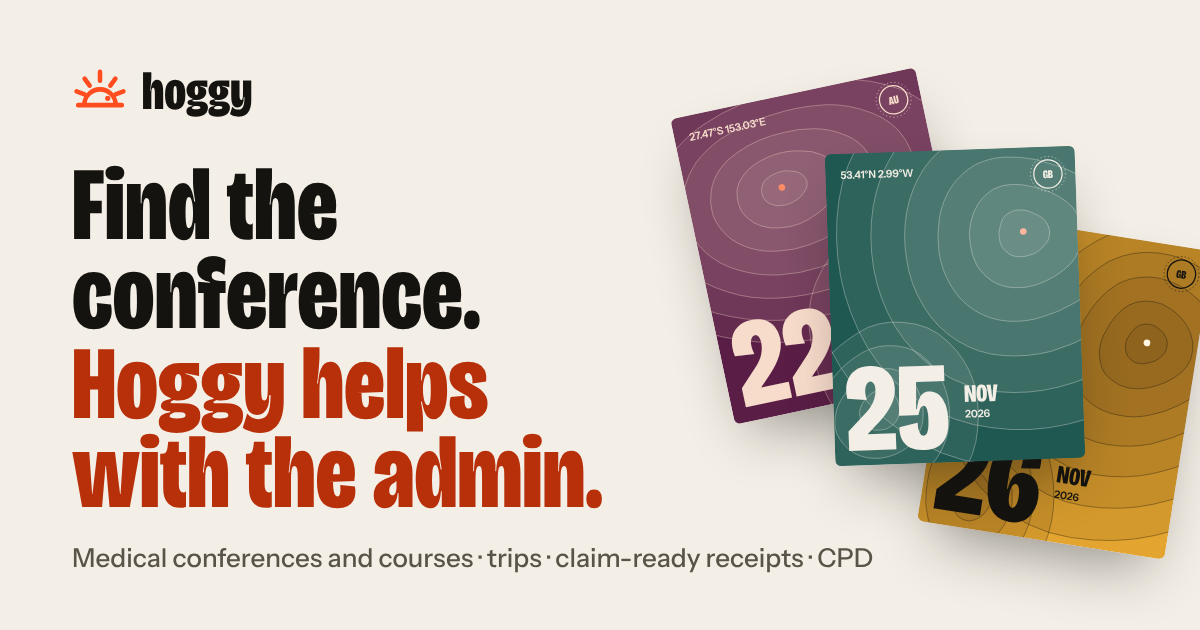 hoggy
Find the
conference.
Hoggy helps
with the admin.
Medical conferences and courses · trips · claim-ready receipts · CPD
27.47°S 153.03°E
AU
22
53.41°N 2.99°W
GB
25
NOV
2026
GB
26
NOV
2026